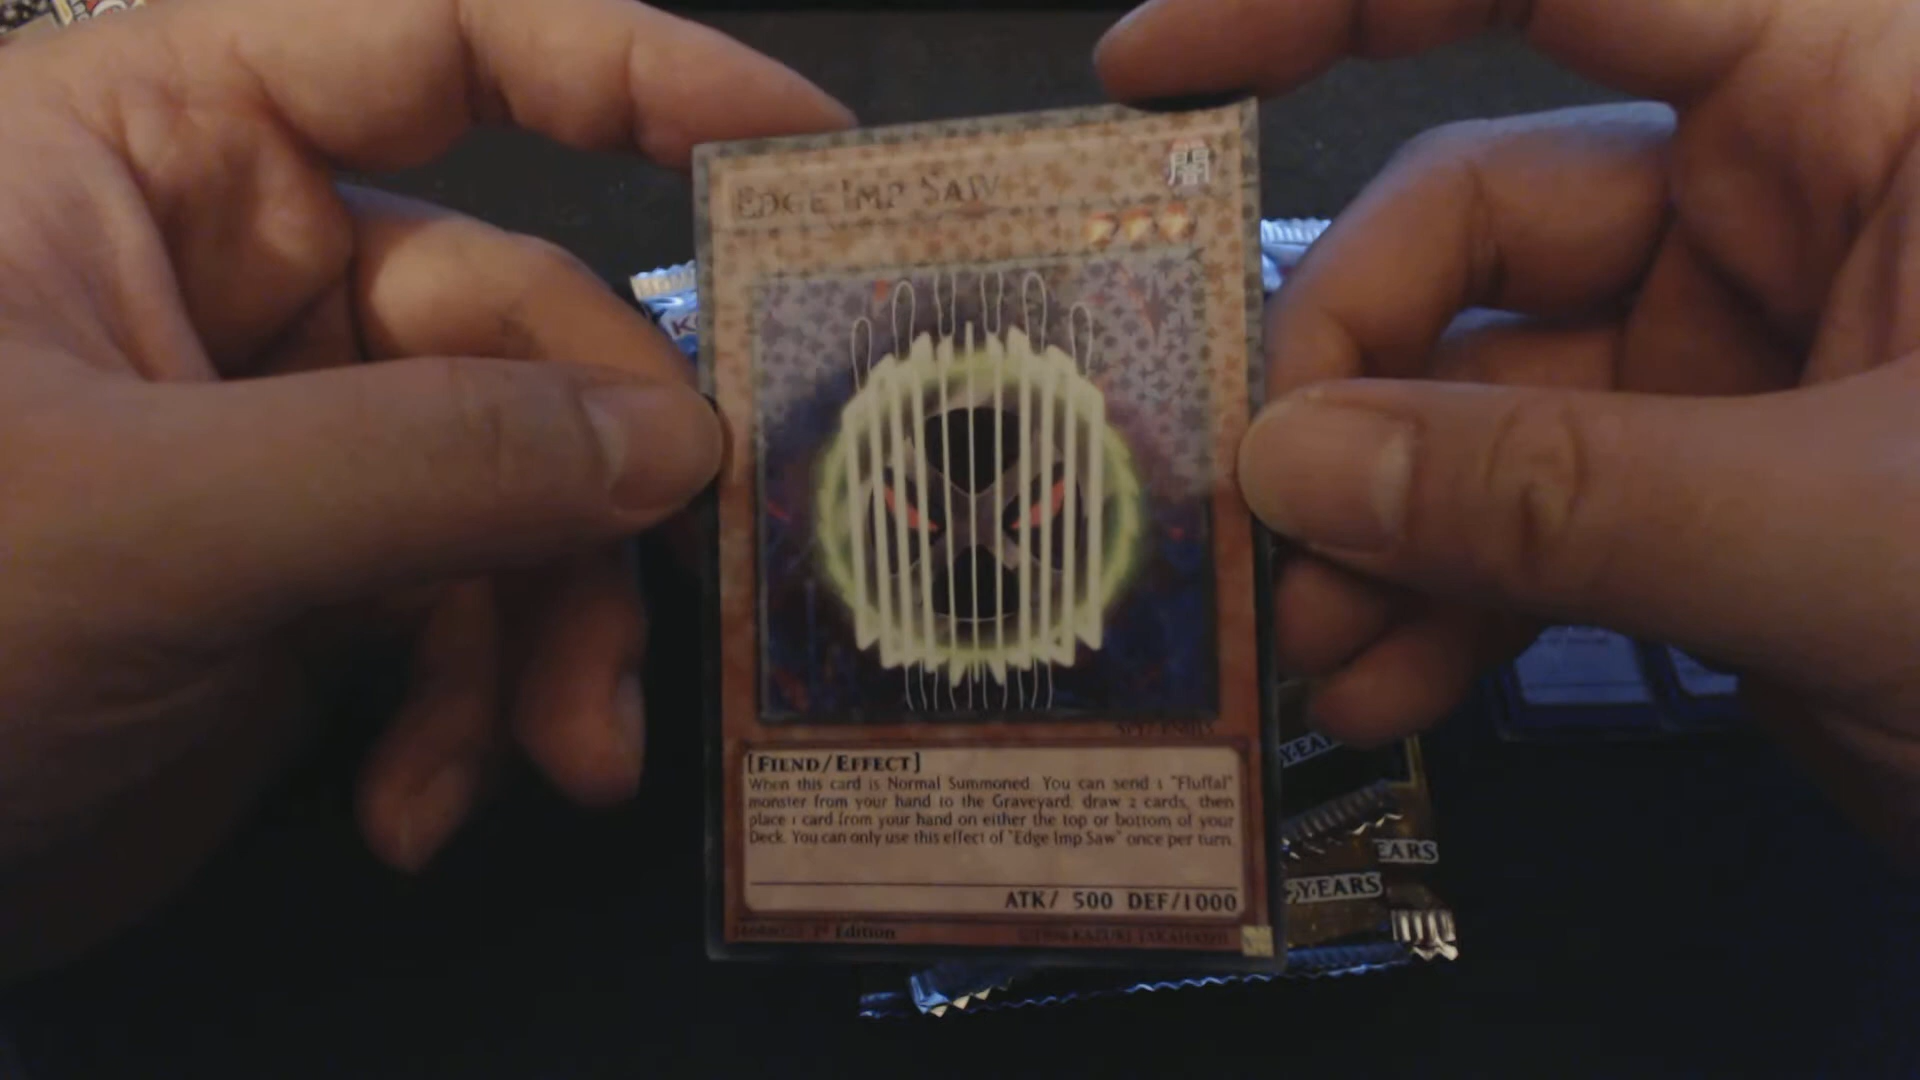 EDGE IMP SAW
闇
K
[FIEND/EFFECT]
When this card is Normal Summoned: You can send 1 "Fluffal"
monster from your hand to the Graveyard; draw 2 cards, then
place 1 card from your hand on either the top or bottom of your
Deck. You can only use this effect of "Edge Imp Saw" once per turn.
ATK/ 500 DEF/1000
1st Edition
KAZUKI TAKAHASHI
YEARS
YEARS